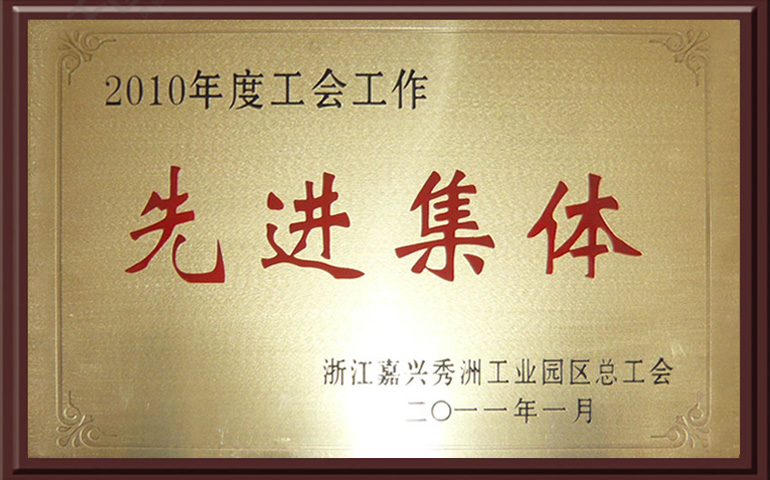 2010年度工会工作
先进集体
浙江嘉兴秀洲工业园区总工会
二〇一一年一月